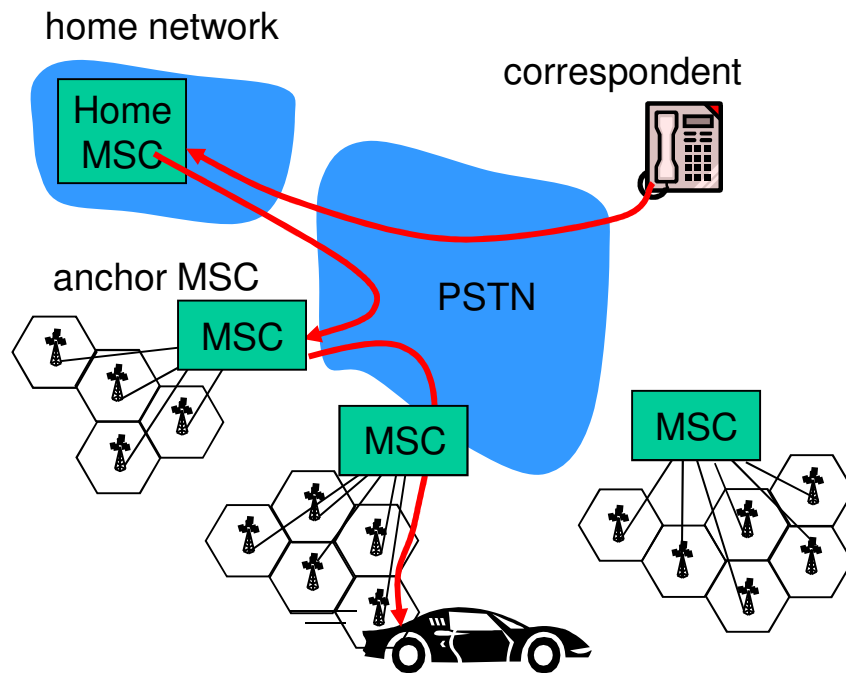 home network
correspondent
Home
MSC
anchor MSC
PSTN
MSC
MSC
MSC